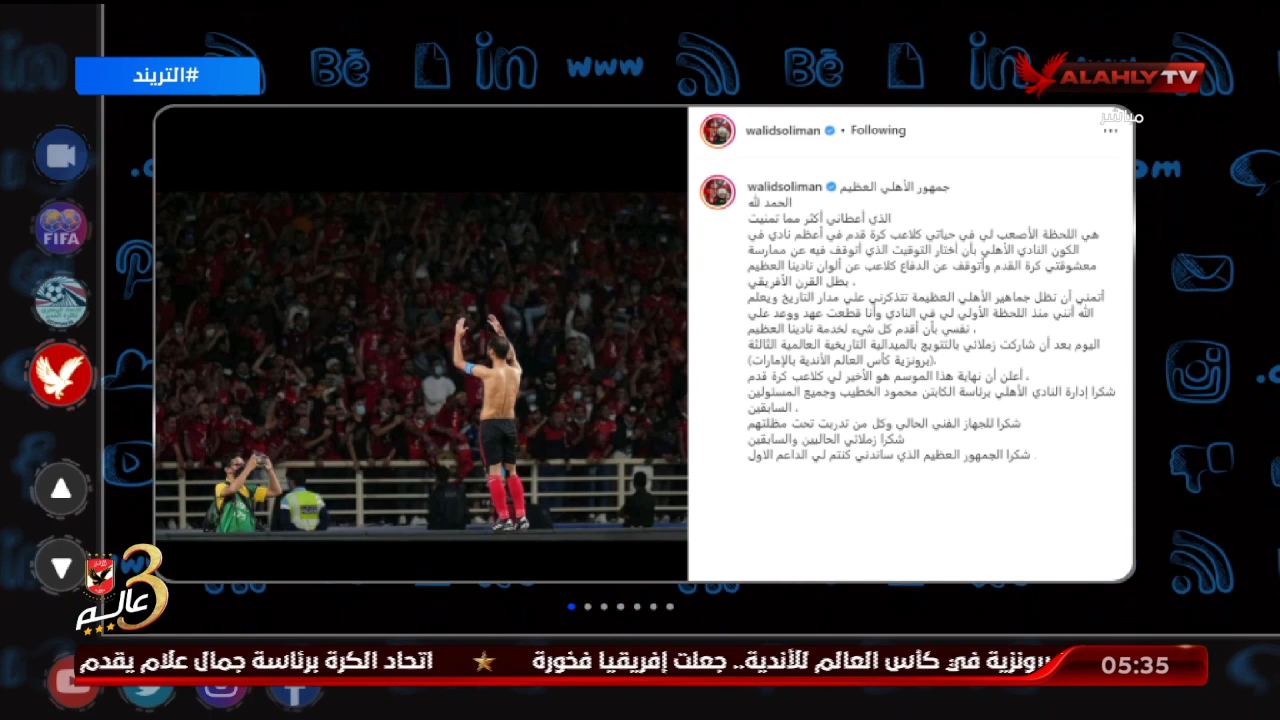 #التريند
ALAHLY TV
مباشر
walidsoliman • Following
walidsoliman جمهور الأهلي العظيم
الحمد لله
الذي أعطاني أكثر مما تمنيت
هي اللحظة الأصعب لي في حياتي كلاعب كرة قدم في أعظم نادي في
الكون النادي الأهلي بأن أختار التوقيت الذي أتوقف فيه عن ممارسة
معشوقتي كرة القدم وأتوقف عن الدفاع كلاعب عن ألوان نادينا العظيم
، بطل القرن الأفريقي
أتمني أن تظل جماهير الأهلي العظيمة تتذكرني علي مدار التاريخ ويعلم
الله أنني منذ اللحظة الأولي لي في النادي وأنا قطعت عهد ووعد علي
نفسي بأن أقدم كل شيء لخدمة نادينا العظيم ،
اليوم بعد أن شاركت زملائي بالتتويج بالميدالية التاريخية العالمية الثالثة
(برونزية كأس العالم الأندية بالإمارات).
، أعلن أن نهاية هذا الموسم هو الأخير لي كلاعب كرة قدم
شكرا إدارة النادي الأهلي برئاسة الكابتن محمود الخطيب وجميع المسئولين
السابقين ،
شكرا للجهاز الفني الحالي وكل من تدربت تحت مظلتهم
شكرا زملائي الحاليين والسابقين
شكرا الجمهور العظيم الذي ساندني كنتم لي الداعم الاول .
Bē
in
www
Bē
in
FIFA
3 عالم
برونزية في كأس العالم للأندية.. جعلت إفريقيا فخورة ★ اتحاد الكرة برئاسة جمال علام يقدم
05:35